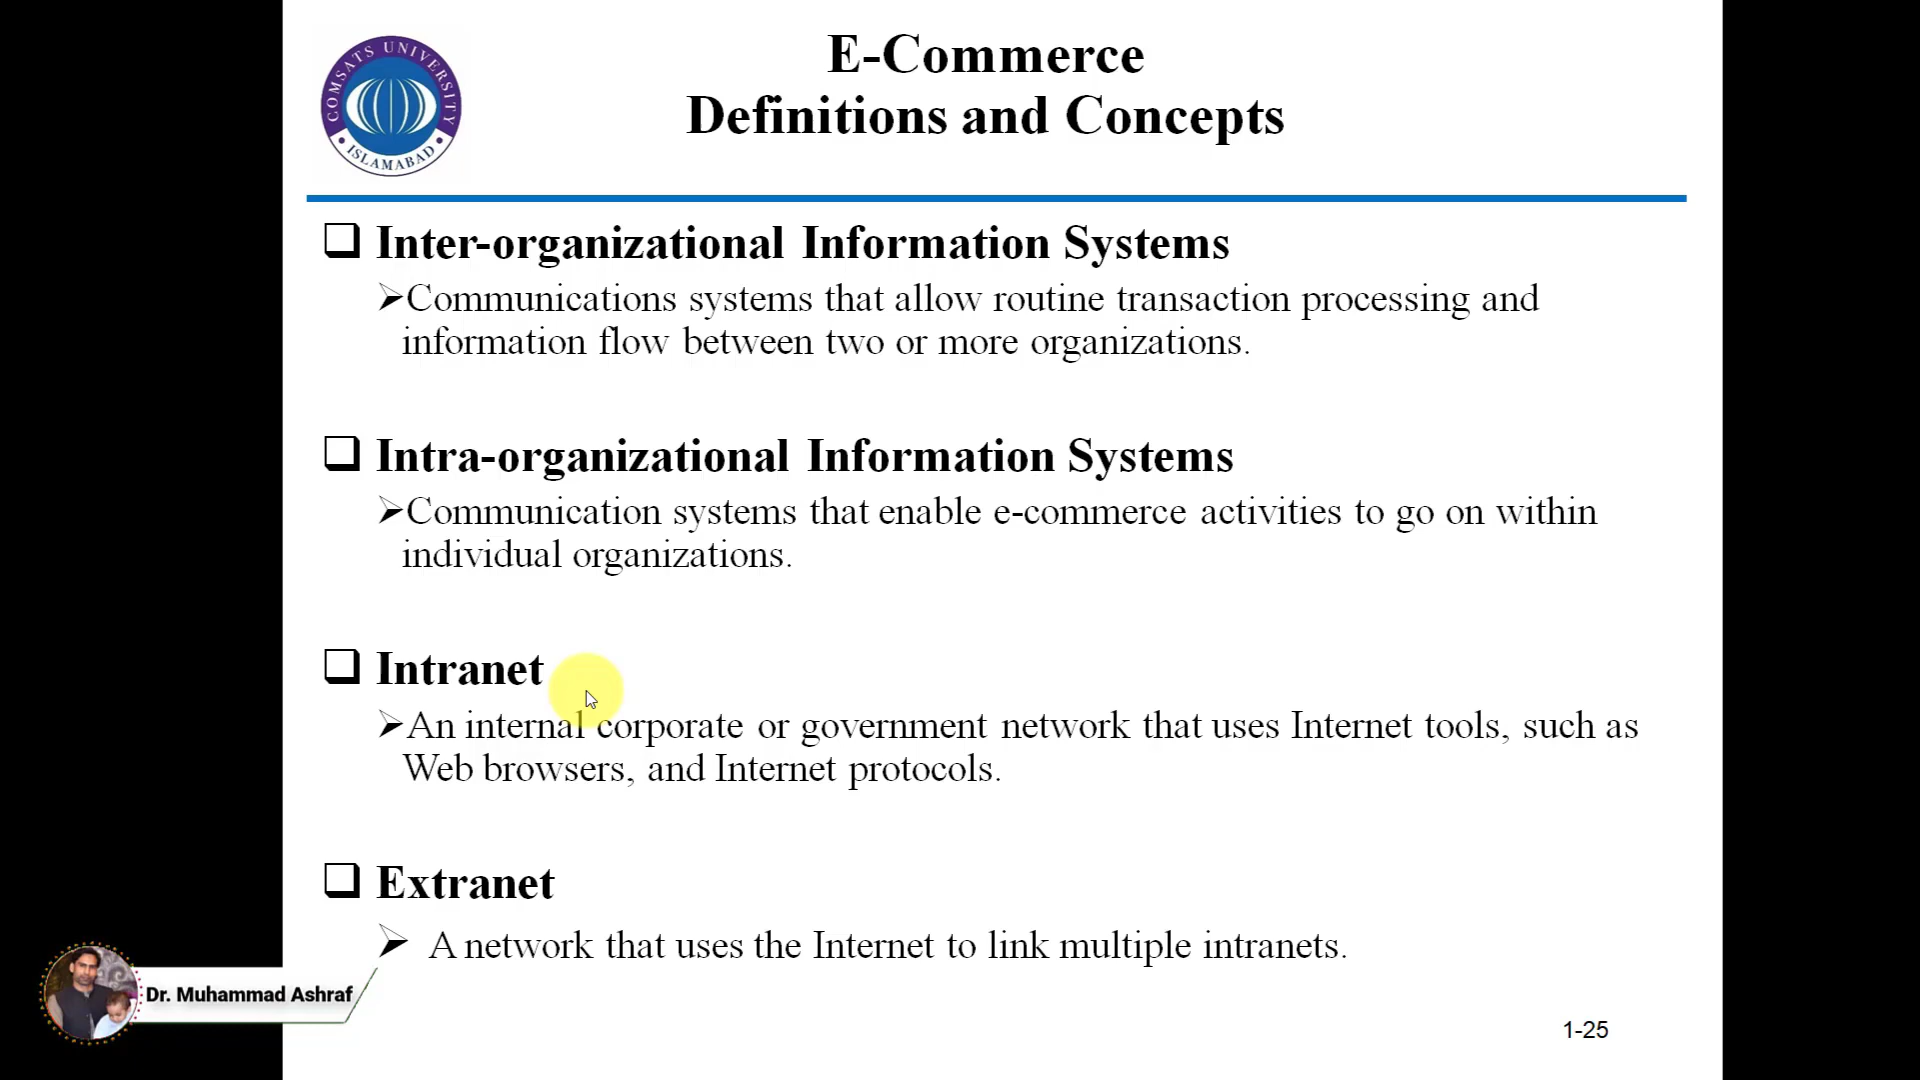 COMSATS UNIVERSITY
ISLAMABAD
E-Commerce
Definitions and Concepts
Inter-organizational Information Systems
Communications systems that allow routine transaction processing and
information flow between two or more organizations.
Intra-organizational Information Systems
Communication systems that enable e-commerce activities to go on within
individual organizations.
Intranet
An internal corporate or government network that uses Internet tools, such as
Web browsers, and Internet protocols.
Extranet
A network that uses the Internet to link multiple intranets.
Dr. Muhammad Ashraf
1-25